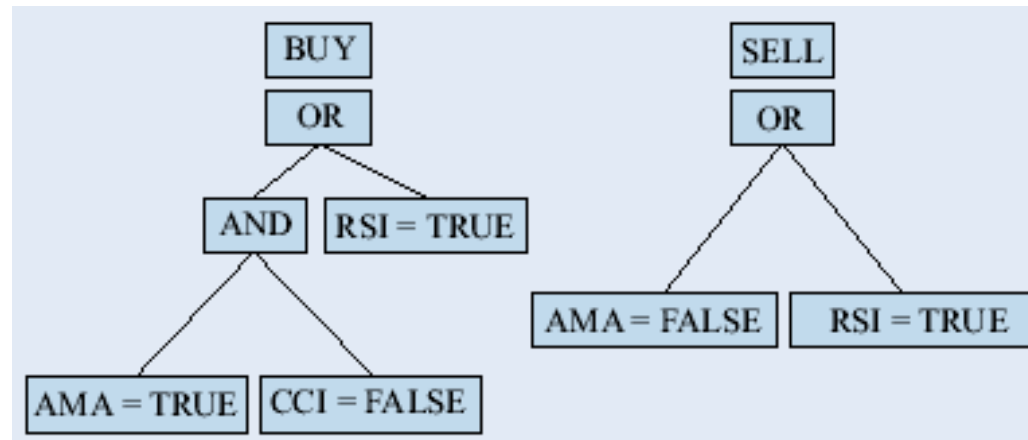 BUY
OR
AND
RSI = TRUE
AMA = TRUE
CCI = FALSE
SELL
OR
AMA = FALSE
RSI = TRUE